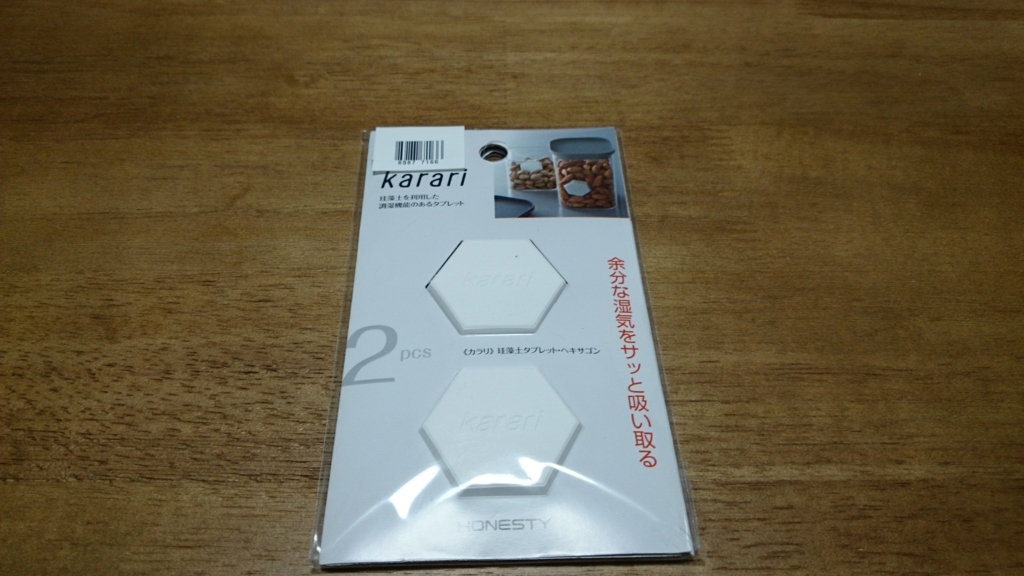 karari
珪藻土を利用した
調湿機能のあるタブレット
karari
余分な湿気をサッと吸い取る
2pcs
《カラリ》珪藻土タブレット・ヘキサゴン
karari
HONESTY